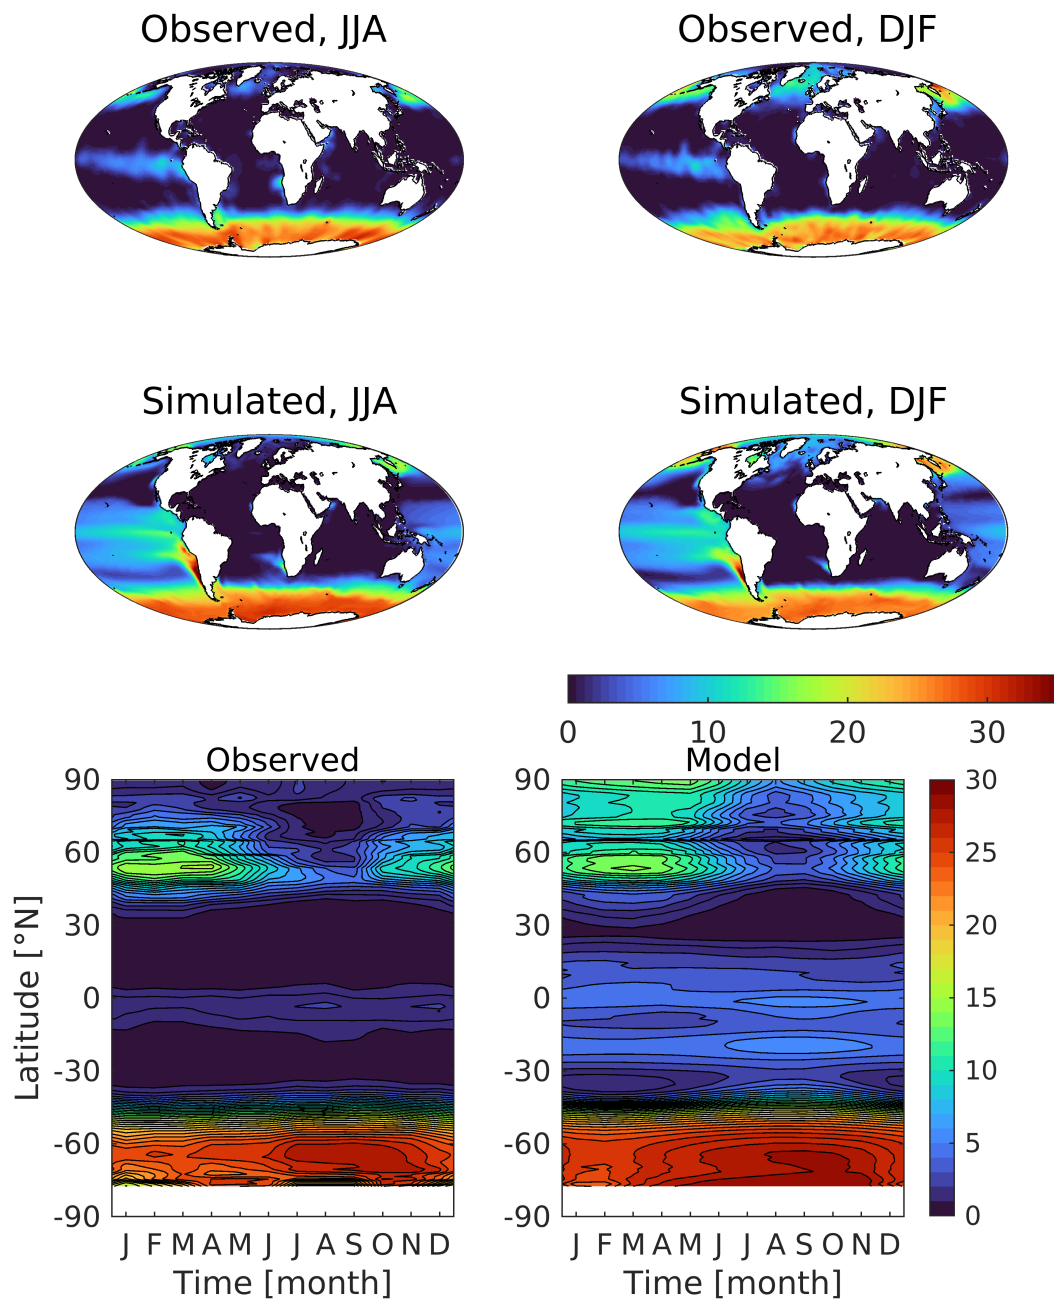 Observed, JJA
Observed, DJF
Simulated, JJA
Simulated, DJF
0 10 20 30
Observed
Model
90
60
30
0
-30
-60
-90
Latitude [°N]
J F M A M J J A S O N D
Time [month]
90
60
30
0
-30
-60
-90
J F M A M J J A S O N D
Time [month]
30
25
20
15
10
5
0